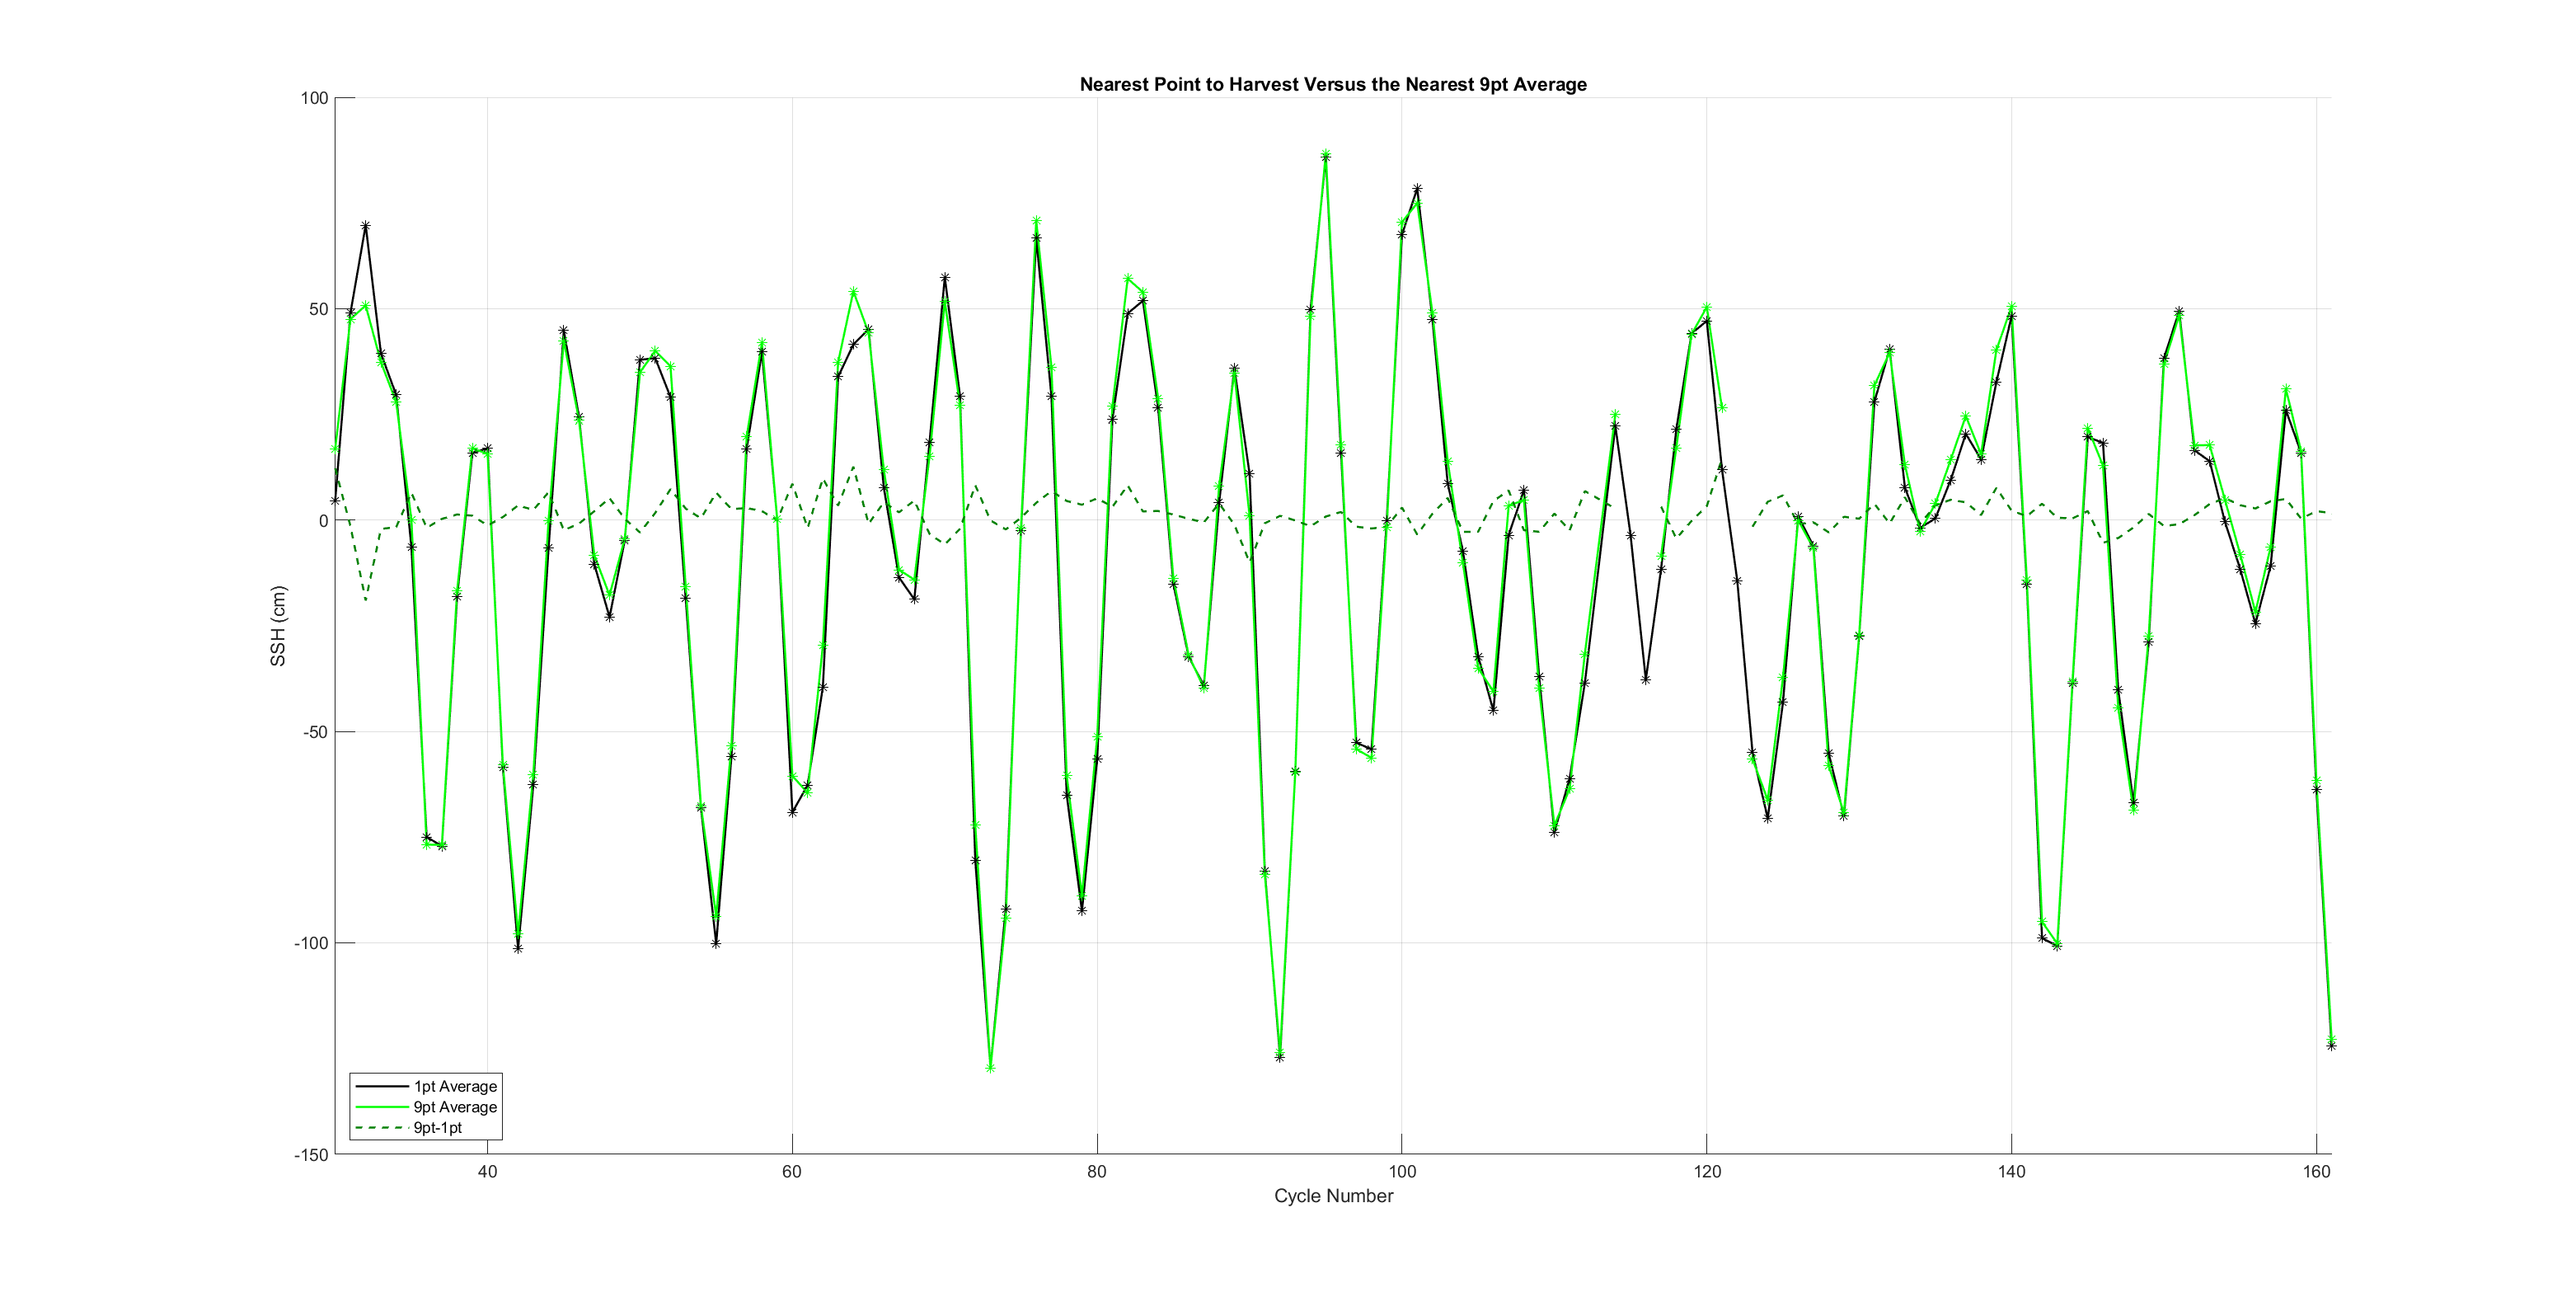 Nearest Point to Harvest Versus the Nearest 9pt Average
100
50
0
-50
-100
-150
SSH (cm)
1pt Average
9pt Average
9pt-1pt
40 60 80 100 120 140 160
Cycle Number